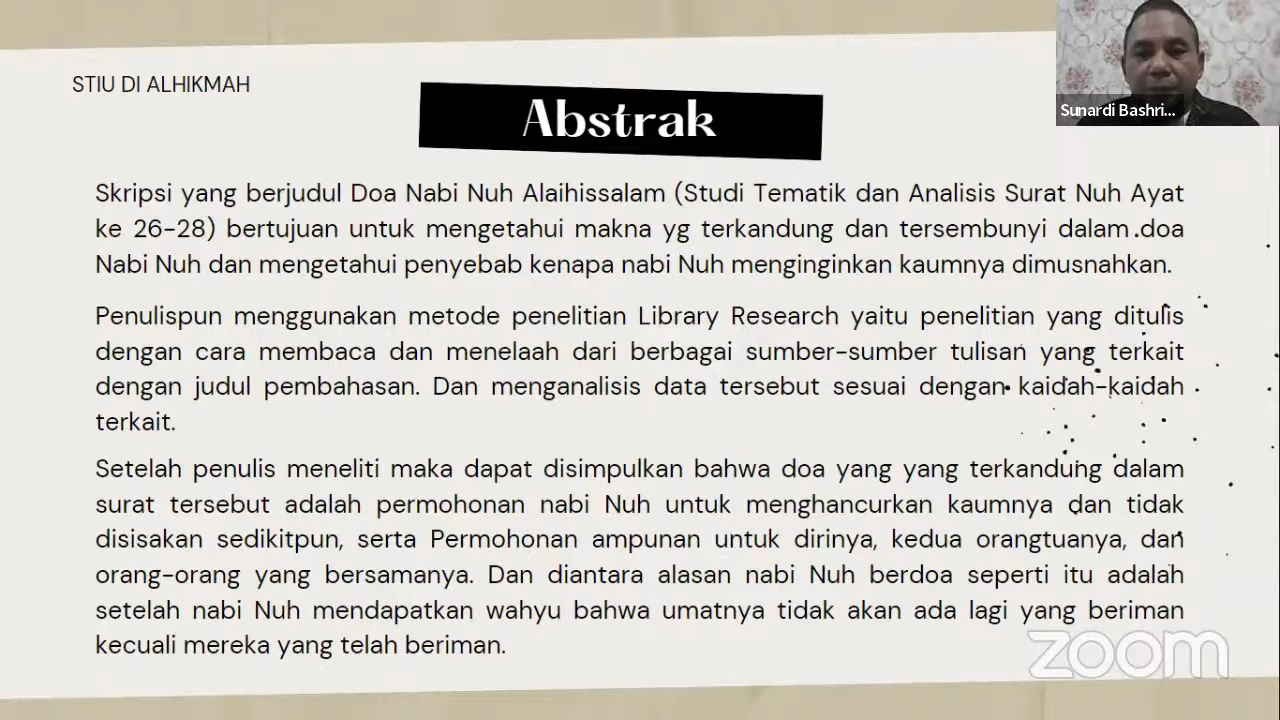 STIU DI ALHIKMAH
Abstrak
Sunardi Bashri...
Skripsi yang berjudul Doa Nabi Nuh Alaihissalam (Studi Tematik dan Analisis Surat Nuh Ayat
ke 26-28) bertujuan untuk mengetahui makna yg terkandung dan tersembunyi dalam doa
Nabi Nuh dan mengetahui penyebab kenapa nabi Nuh menginginkan kaumnya dimusnahkan.
Penulispun menggunakan metode penelitian Library Research yaitu penelitian yang ditulis
dengan cara membaca dan menelaah dari berbagai sumber-sumber tulisan yang terkait
dengan judul pembahasan. Dan menganalisis data tersebut sesuai dengan kaidah-kaidah
terkait.
Setelah penulis meneliti maka dapat disimpulkan bahwa doa yang yang terkandung dalam
surat tersebut adalah permohonan nabi Nuh untuk menghancurkan kaumnya dan tidak
disisakan sedikitpun, serta Permohonan ampunan untuk dirinya, kedua orangtuanya, dan
orang-orang yang bersamanya. Dan diantara alasan nabi Nuh berdoa seperti itu adalah
setelah nabi Nuh mendapatkan wahyu bahwa umatnya tidak akan ada lagi yang beriman
kecuali mereka yang telah beriman.
zoom